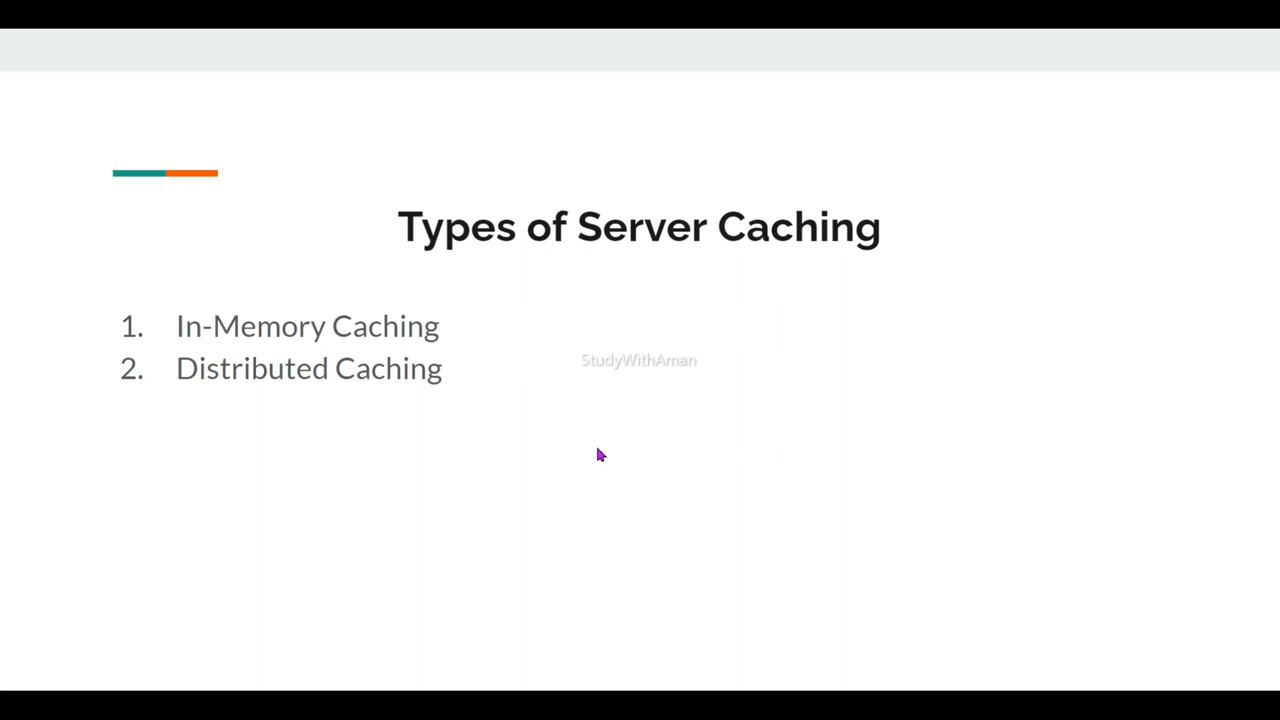 Types of Server Caching
1. In-Memory Caching
2. Distributed Caching
StudyWithAman